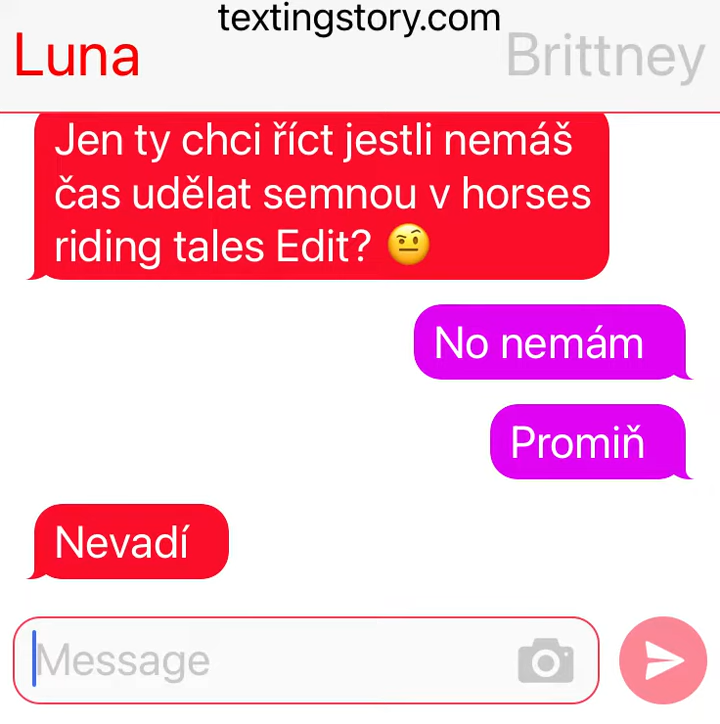 textingstory.com
Luna
Brittney
Jen ty chci říct jestli nemáš
čas udělat semnou v horses
riding tales Edit? 🤨
No nemám
Promiň
Nevadí
Message